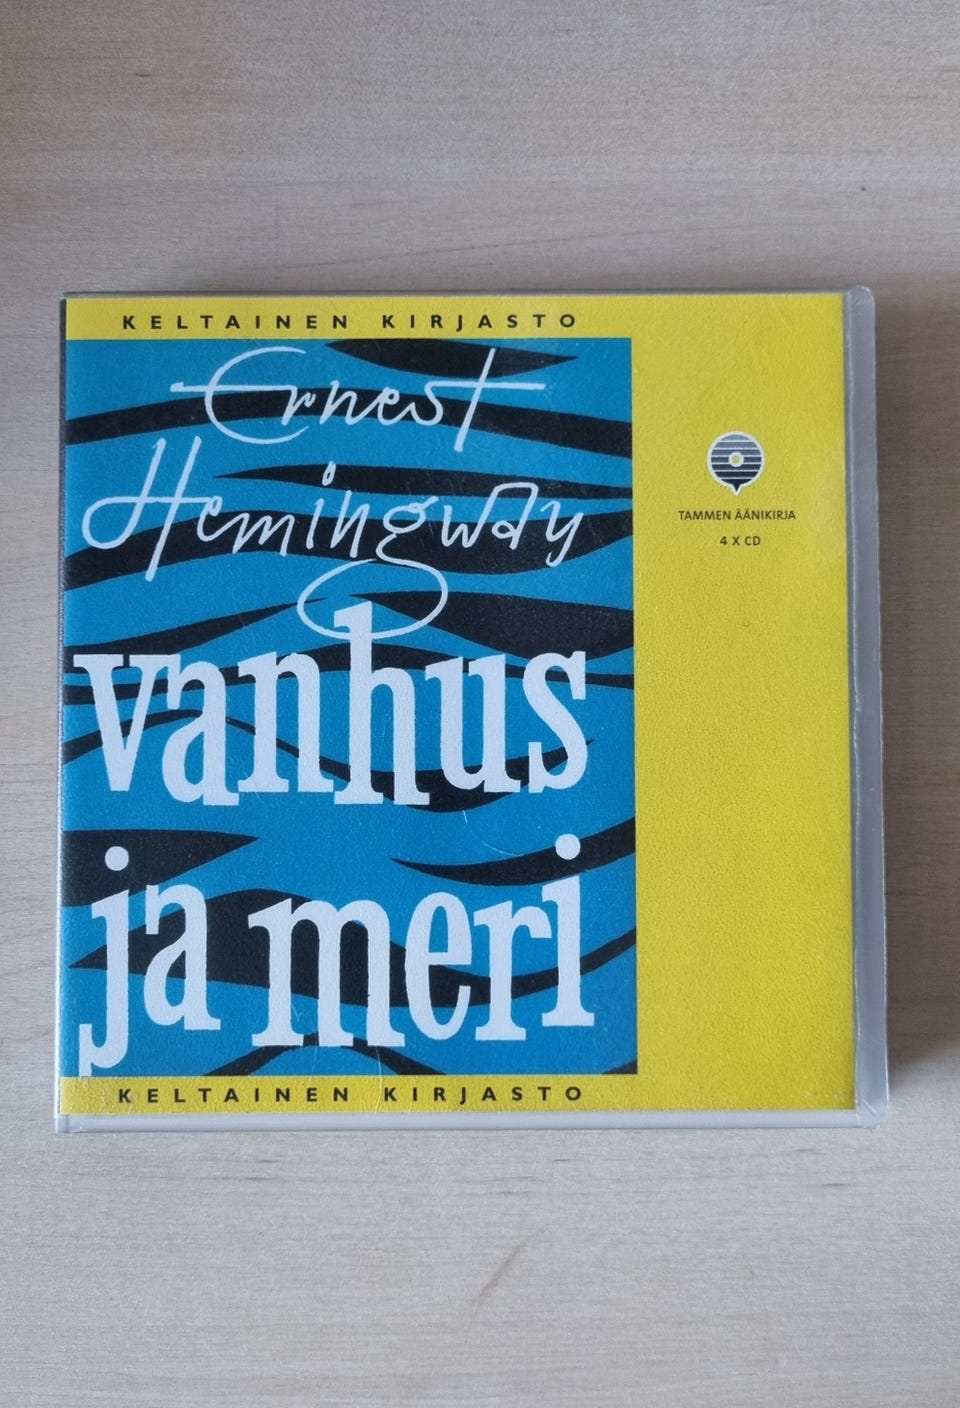 KELTAINEN KIRJASTO
Ernest
Hemingway
vanhus
ja meri
KELTAINEN KIRJASTO
TAMMEN ÄÄNIKIRJA
4 X CD